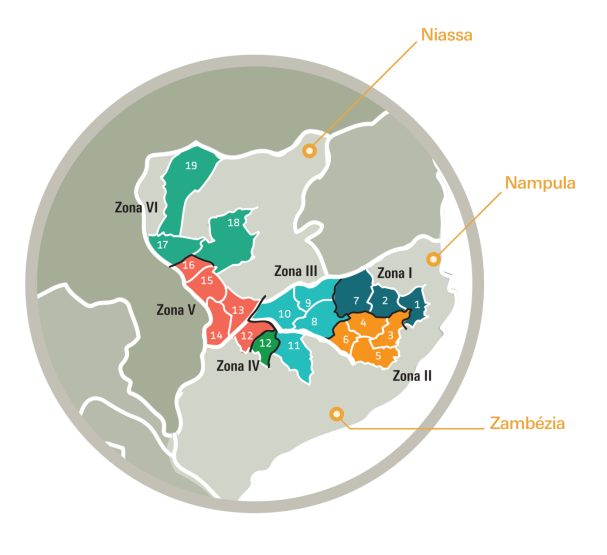 Niassa
19
Nampula
Zona VI
18
17
16
Zona III
Zona I
15
9
7
2
1
Zona V
13
10
8
4
14
12
12
6
3
11
5
Zona IV
Zona II
Zambézia